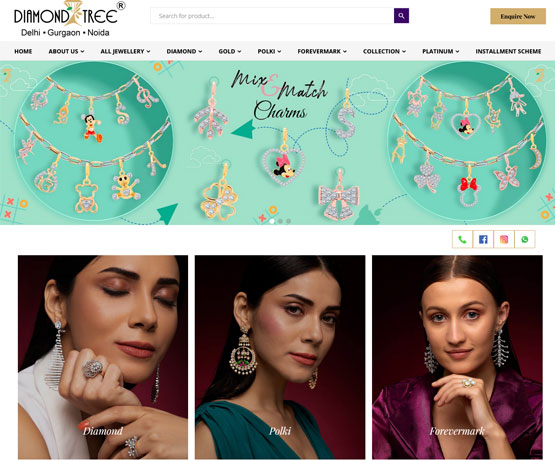 DIAMOND TREE®
Delhi • Gurgaon • Noida
Search for product...
Enquire Now
HOME ABOUT US ALL JEWELLERY DIAMOND GOLD POLKI FOREVERMARK COLLECTION PLATINUM INSTALLMENT SCHEME
Mix & Match
Charms
S
Diamond Polki Forevermark